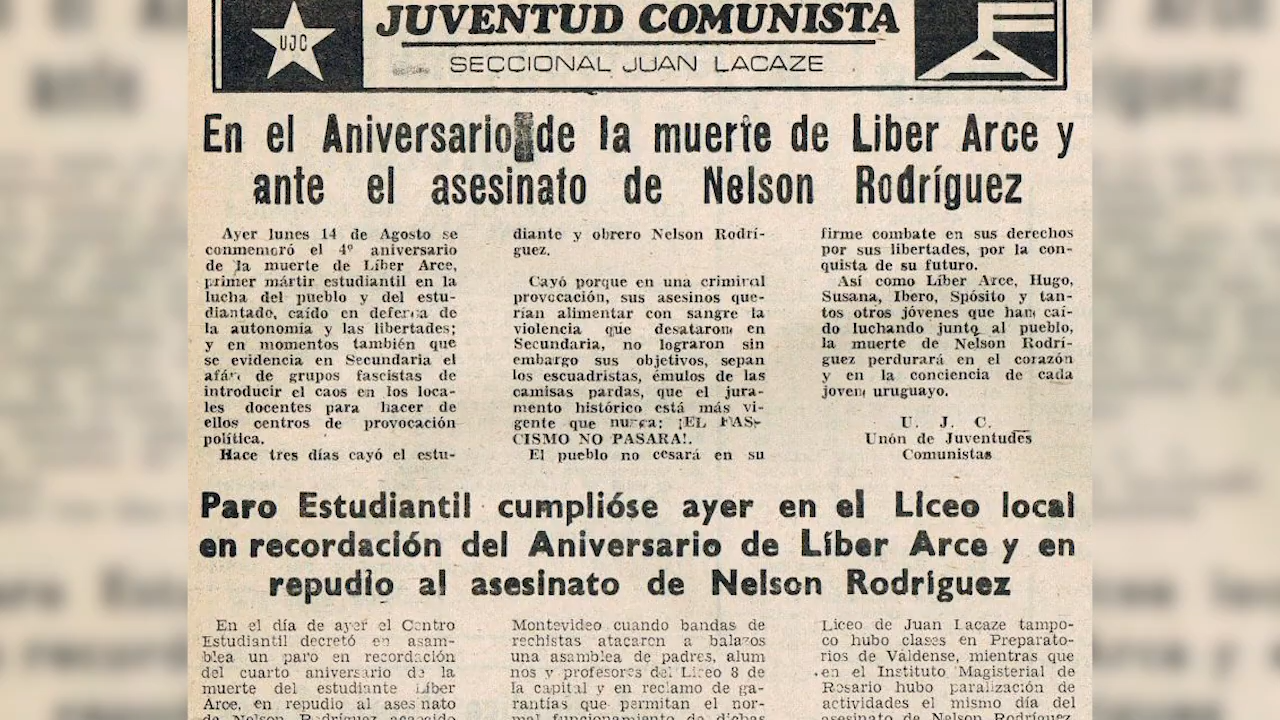 UJC
JUVENTUD COMUNISTA
SECCIONAL JUAN LACAZE
En el Aniversario de la muerte de Liber Arce y
ante el asesinato de Nelson Rodríguez
Ayer lunes 14 de Agosto se
conmemoró el 4º aniversario
de la muerte de Líber Arce,
primer mártir estudiantil en la
lucha del pueblo y del estu-
diantado, caído en defensa de
la autonomía y las libertades;
y en momentos también que
se evidencia en Secundaria el
afán de grupos fascistas de
introducir el caos en los loca-
les docentes para hacer de
ellos centros de provocación
política.
Hace tres días cayó el estu-
diante y obrero Nelson Rodrí-
guez.
Cayó porque en una criminal
provocación, sus asesinos que-
rían alimentar con sangre la
violencia que desataron en
Secundaria, no lograron sin
embargo sus objetivos, sepan
los escuadristas, émulos de las
camisas pardas, que el jura-
mento histórico está más vi-
gente que nunca: ¡EL FAS-
CISMO NO PASARA!.
El pueblo no cesará en su
firme combate en sus derechos
por sus libertades, por la con-
quista de su futuro.
Así como Líber Arce, Hugo,
Susana, Ibero, Spósito y tan-
tos otros jóvenes que han caí-
do luchando junto al pueblo,
la muerte de Nelson Rodrí-
guez perdurará en el corazón
y en la conciencia de cada
joven uruguayo.
U. J. C.
Unón de Juventudes
Comunistas
Paro Estudiantil cumplióse ayer en el Liceo local
en recordación del Aniversario de Líber Arce y en
repudio al asesinato de Nelson Rodríguez
En el día de ayer el Centro
Estudiantil decretó en asam-
blea un paro en recordación
del cuarto aniversario de la
muerte del estudiante Líber
Arce, en repudio al asesinato
de Nelson Rodríguez
Montevideo cuando bandas de
rechistas atacaron a balazos
una asamblea de padres, alum
nos y profesores del Liceo 8 de
la capital y en reclamo de ga-
rantías que permitan el nor-
mal funcionamiento de dichas
Liceo de Juan Lacaze tampo-
co hubo clases en Preparato-
rios de Valdense, mientras que
en el Instituto Magisterial de
Rosario hubo paralización de
actividades el mismo día del
asesinato de Nelson Rodríguez.